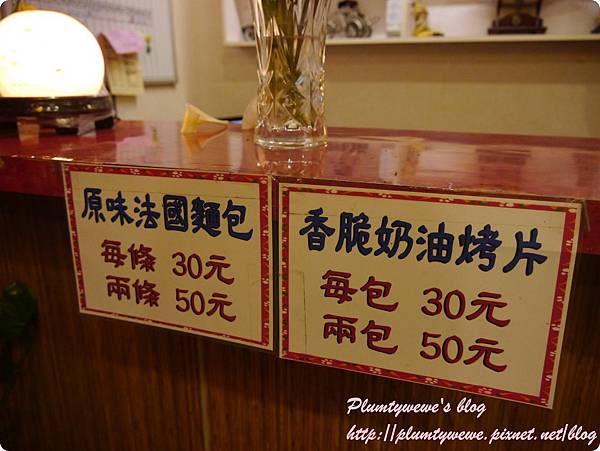 原味法國麵包
每條 30元
兩條 50元
香脆奶油烤片
每包 30元
兩包 50元
Plumtywewe's blog
http://plumtywewe.pixnet.net/blog